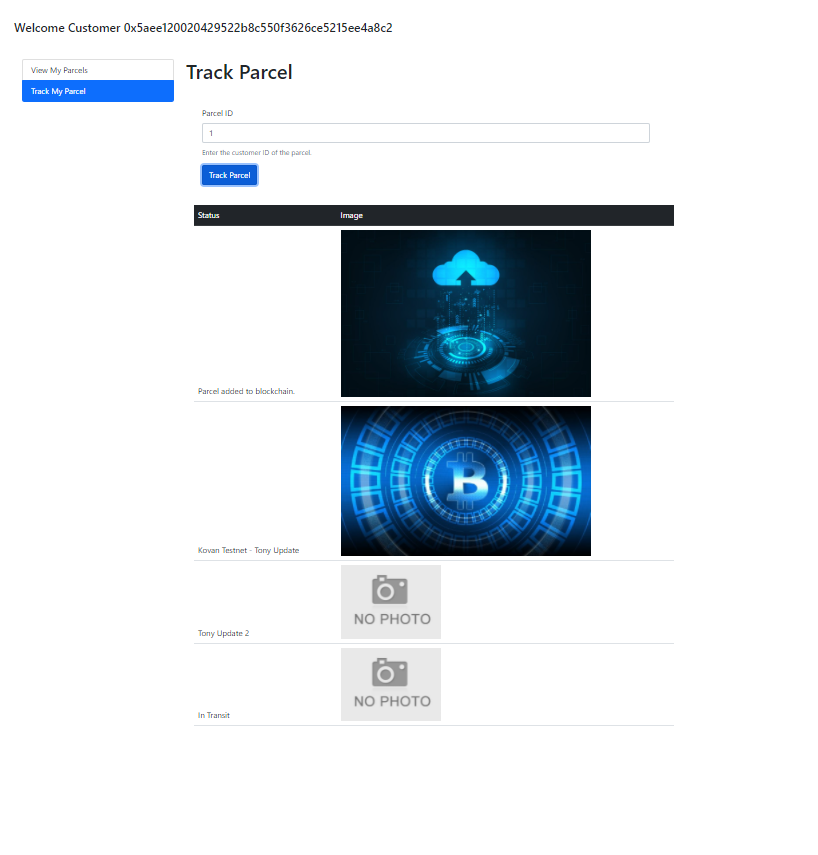 Welcome Customer 0x5aee120020429522b8c550f3626ce5215ee4a8c2
View My Parcels
Track My Parcel
Track Parcel
Parcel ID
1
Enter the customer ID of the parcel.
Track Parcel
Status Image
Parcel added to blockchain.
B
Kovan Testnet - Tony Update
NO PHOTO
Tony Update 2
NO PHOTO
In Transit